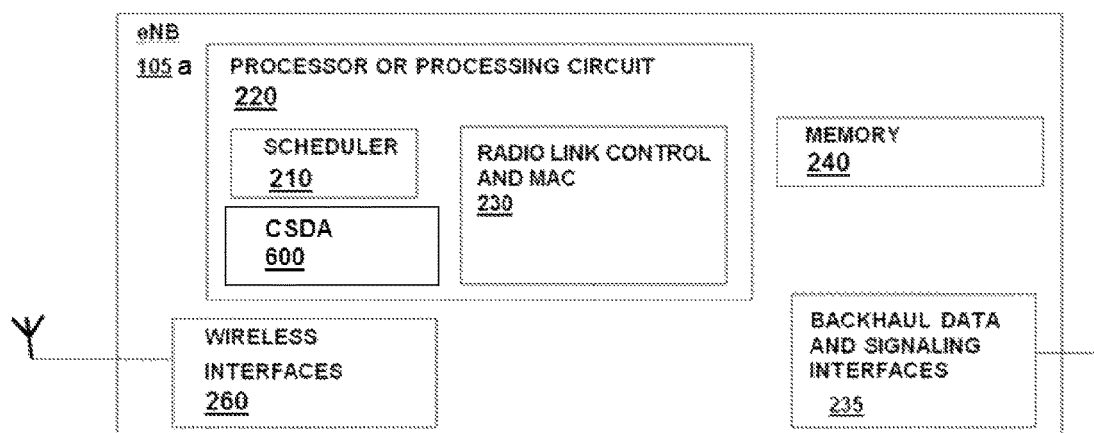 eNB
105 a
PROCESSOR OR PROCESSING CIRCUIT
220
SCHEDULER
210
RADIO LINK CONTROL
AND MAC
230
CSDA
600
MEMORY
240
WIRELESS
INTERFACES
260
BACKHAUL DATA
AND SIGNALING
INTERFACES
235